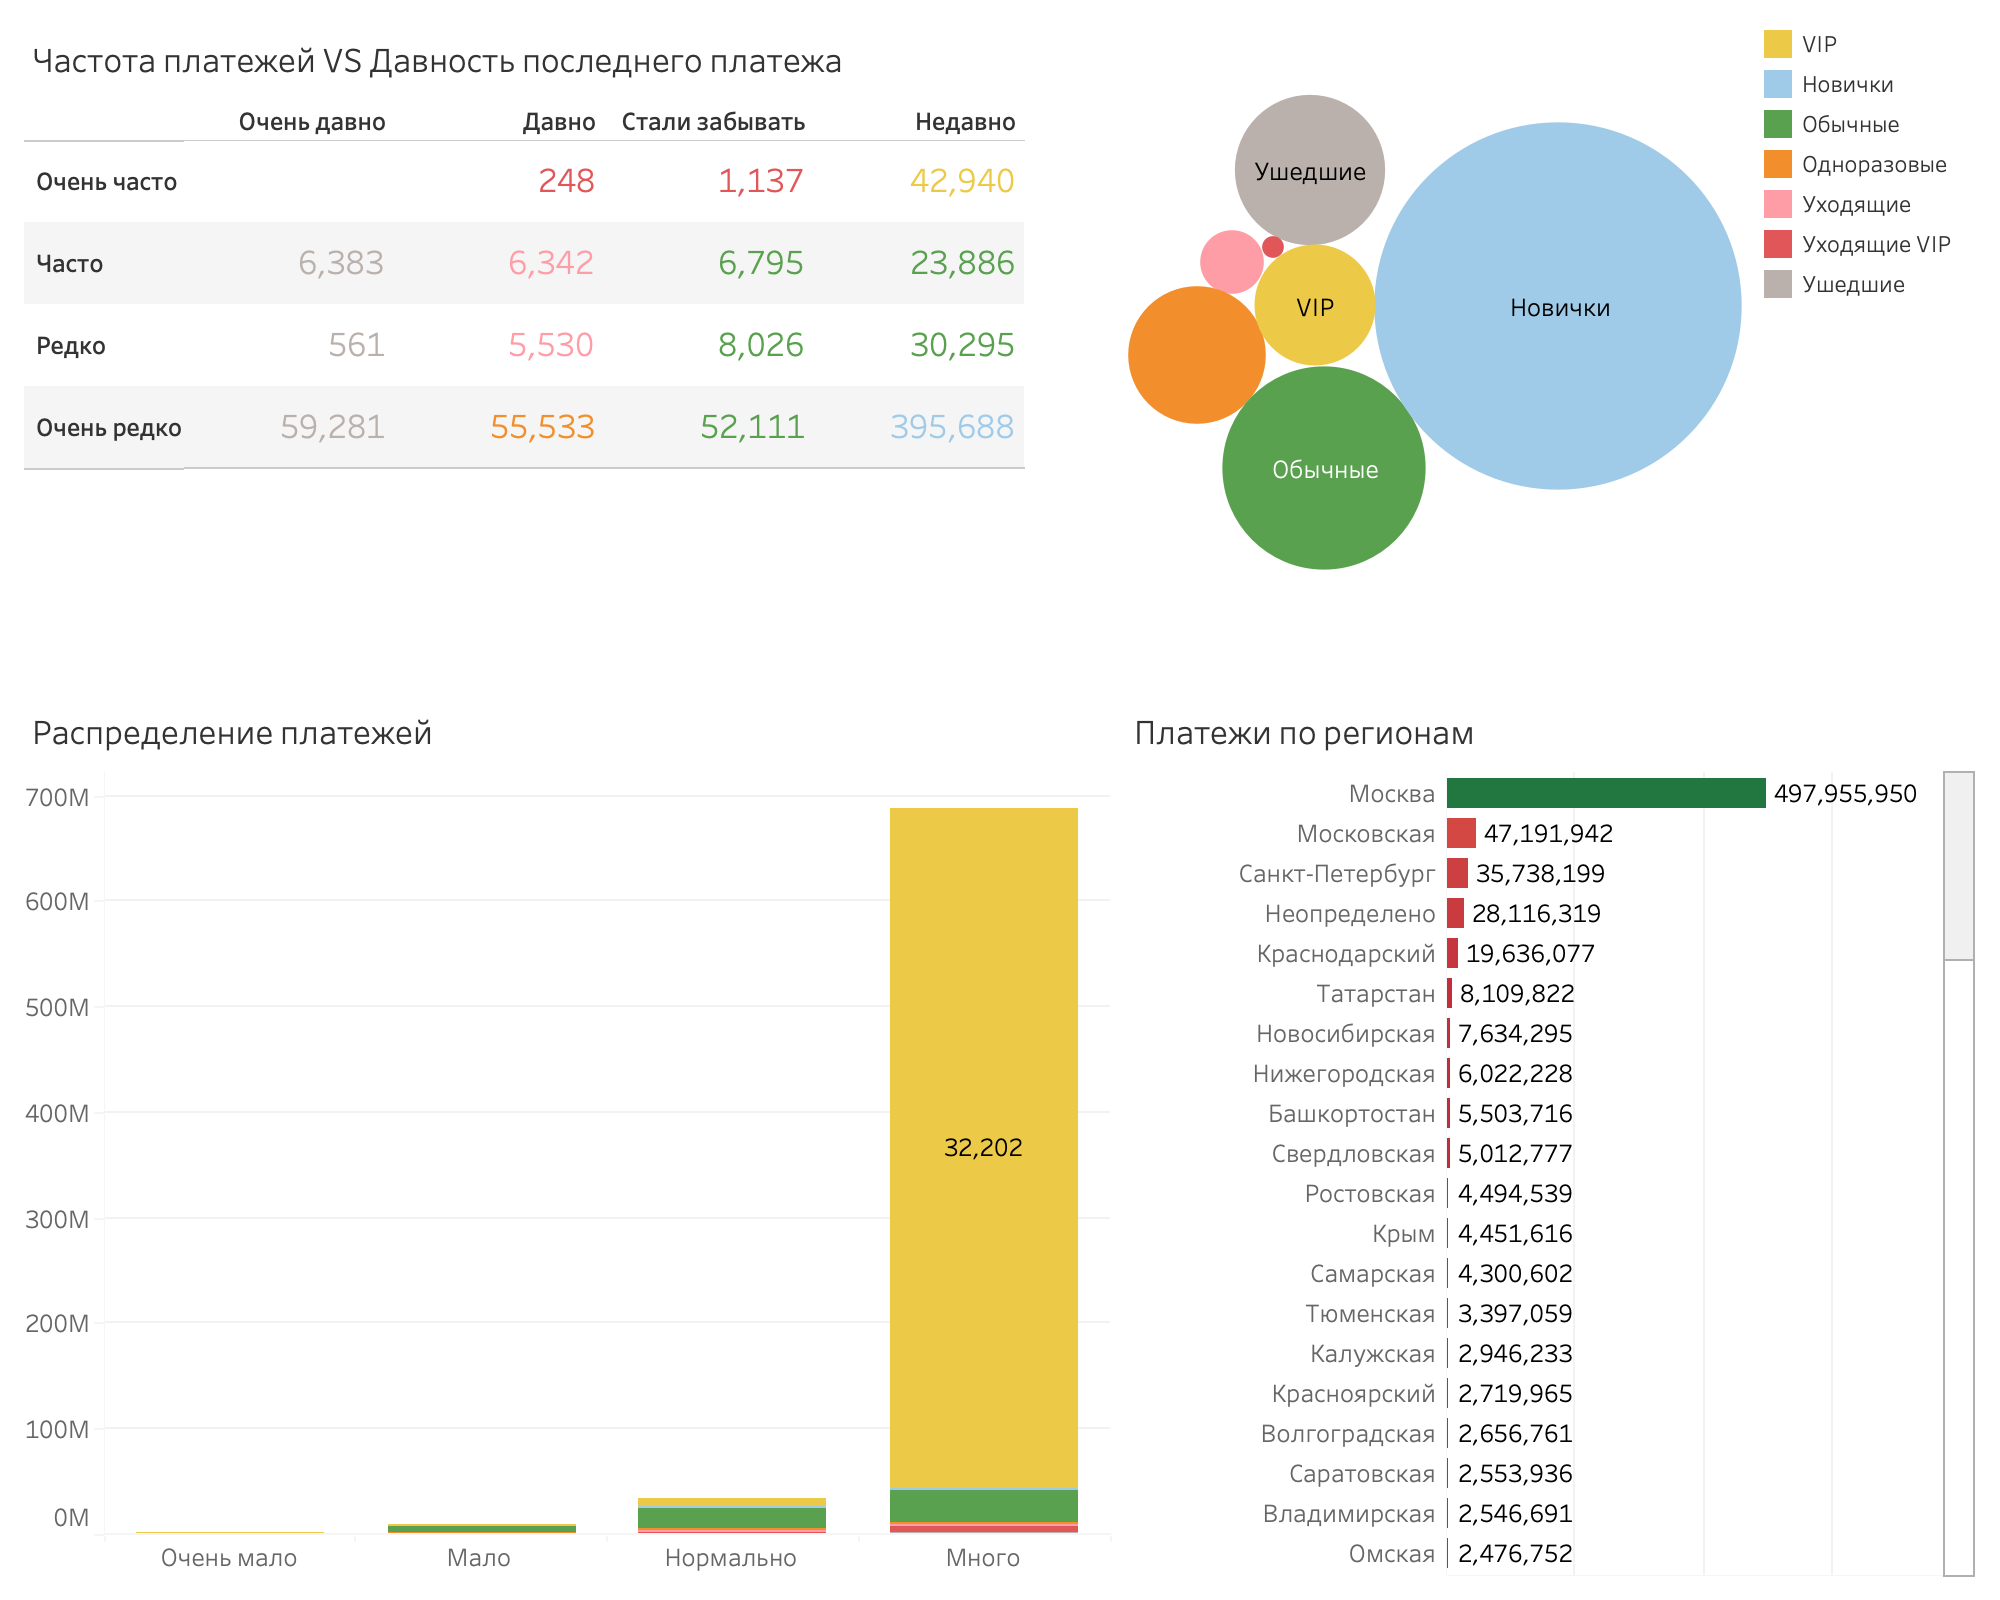 Частота платежей VS Давность последнего платежа
Очень давно Давно Стали забывать Недавно
Очень часто 248 1,137 42,940
Часто 6,383 6,342 6,795 23,886
Редко 561 5,530 8,026 30,295
Очень редко 59,281 55,533 52,111 395,688
Ушедшие
VIP
Новички
Обычные
VIP
Новички
Обычные
Одноразовые
Уходящие
Уходящие VIP
Ушедшие
Распределение платежей
700M
600M
500M
400M
300M
200M
100M
0M
32,202
Очень мало Мало Нормально Много
Платежи по регионам
Москва 497,955,950
Московская 47,191,942
Санкт-Петербург 35,738,199
Неопределено 28,116,319
Краснодарский 19,636,077
Татарстан 8,109,822
Новосибирская 7,634,295
Нижегородская 6,022,228
Башкортостан 5,503,716
Свердловская 5,012,777
Ростовская 4,494,539
Крым 4,451,616
Самарская 4,300,602
Тюменская 3,397,059
Калужская 2,946,233
Красноярский 2,719,965
Волгоградская 2,656,761
Саратовская 2,553,936
Владимирская 2,546,691
Омская 2,476,752